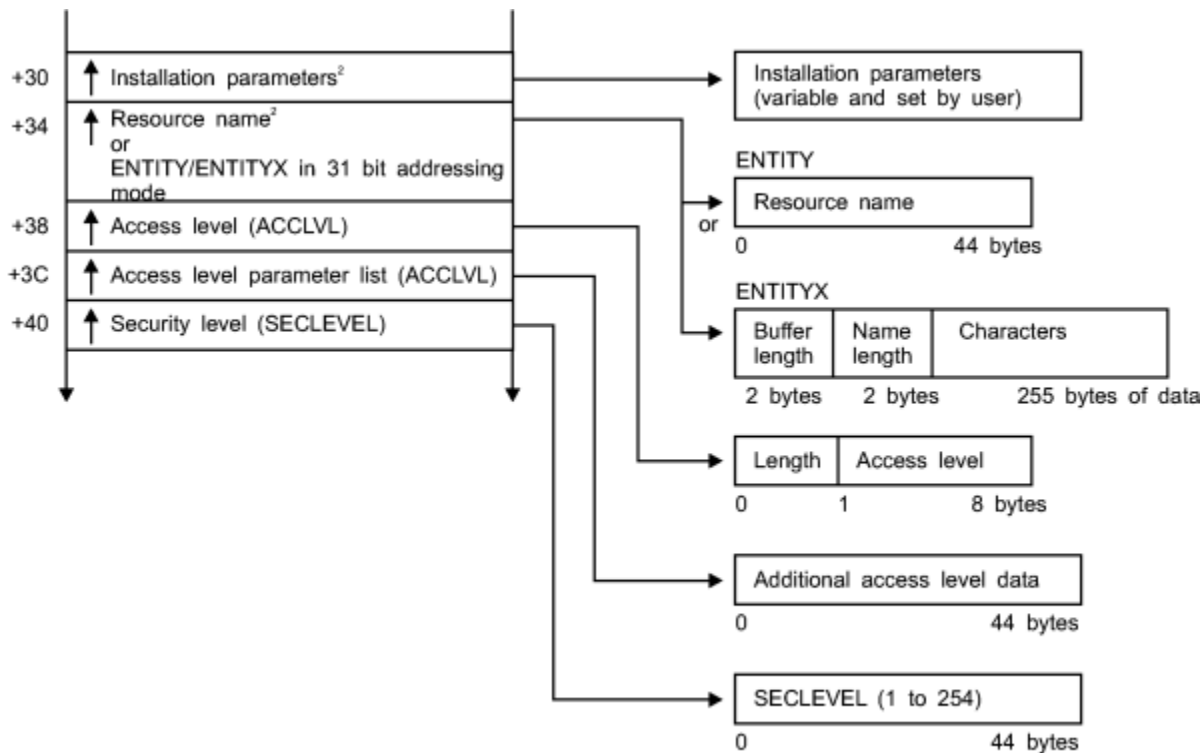 +30
Installation parameters²
+34
Resource name²
or
ENTITY/ENTITYX in 31 bit addressing
mode
+38
Access level (ACCLVL)
+3C
Access level parameter list (ACCLVL)
+40
Security level (SECLEVEL)
Installation parameters
(variable and set by user)
ENTITY
Resource name
or
0 44 bytes
ENTITYX
Buffer
length
Name
length
Characters
2 bytes 2 bytes 255 bytes of data
Length Access level
0 1 8 bytes
Additional access level data
0 44 bytes
SECLEVEL (1 to 254)
0 44 bytes